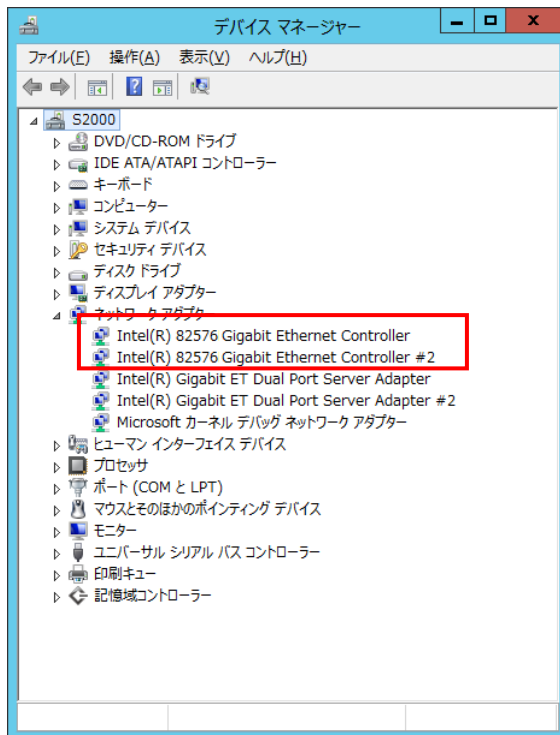 デバイス マネージャー
ファイル(F) 操作(A) 表示(V) ヘルプ(H)
S2000
DVD/CD-ROM ドライブ
IDE ATA/ATAPI コントローラー
キーボード
コンピューター
システム デバイス
セキュリティ デバイス
ディスク ドライブ
ディスプレイ アダプター
ネットワーク アダプター
Intel(R) 82576 Gigabit Ethernet Controller
Intel(R) 82576 Gigabit Ethernet Controller #2
Intel(R) Gigabit ET Dual Port Server Adapter
Intel(R) Gigabit ET Dual Port Server Adapter #2
Microsoft カーネル デバッグ ネットワーク アダプター
ヒューマン インターフェイス デバイス
プロセッサ
ポート (COM と LPT)
マウスとそのほかのポインティング デバイス
モニター
ユニバーサル シリアル バス コントローラー
印刷キュー
記憶域コントローラー